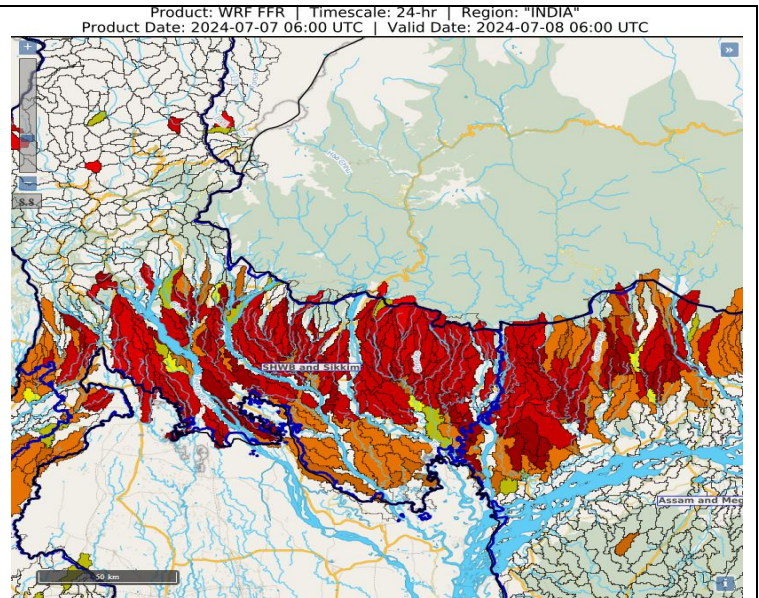 Product: WRF FFR | Timescale: 24-hr | Region: "INDIA"
Product Date: 2024-07-07 06:00 UTC | Valid Date: 2024-07-08 06:00 UTC
+
»
−
s.s
SHWB and Sikkim
Assam and Meg
50 km
i